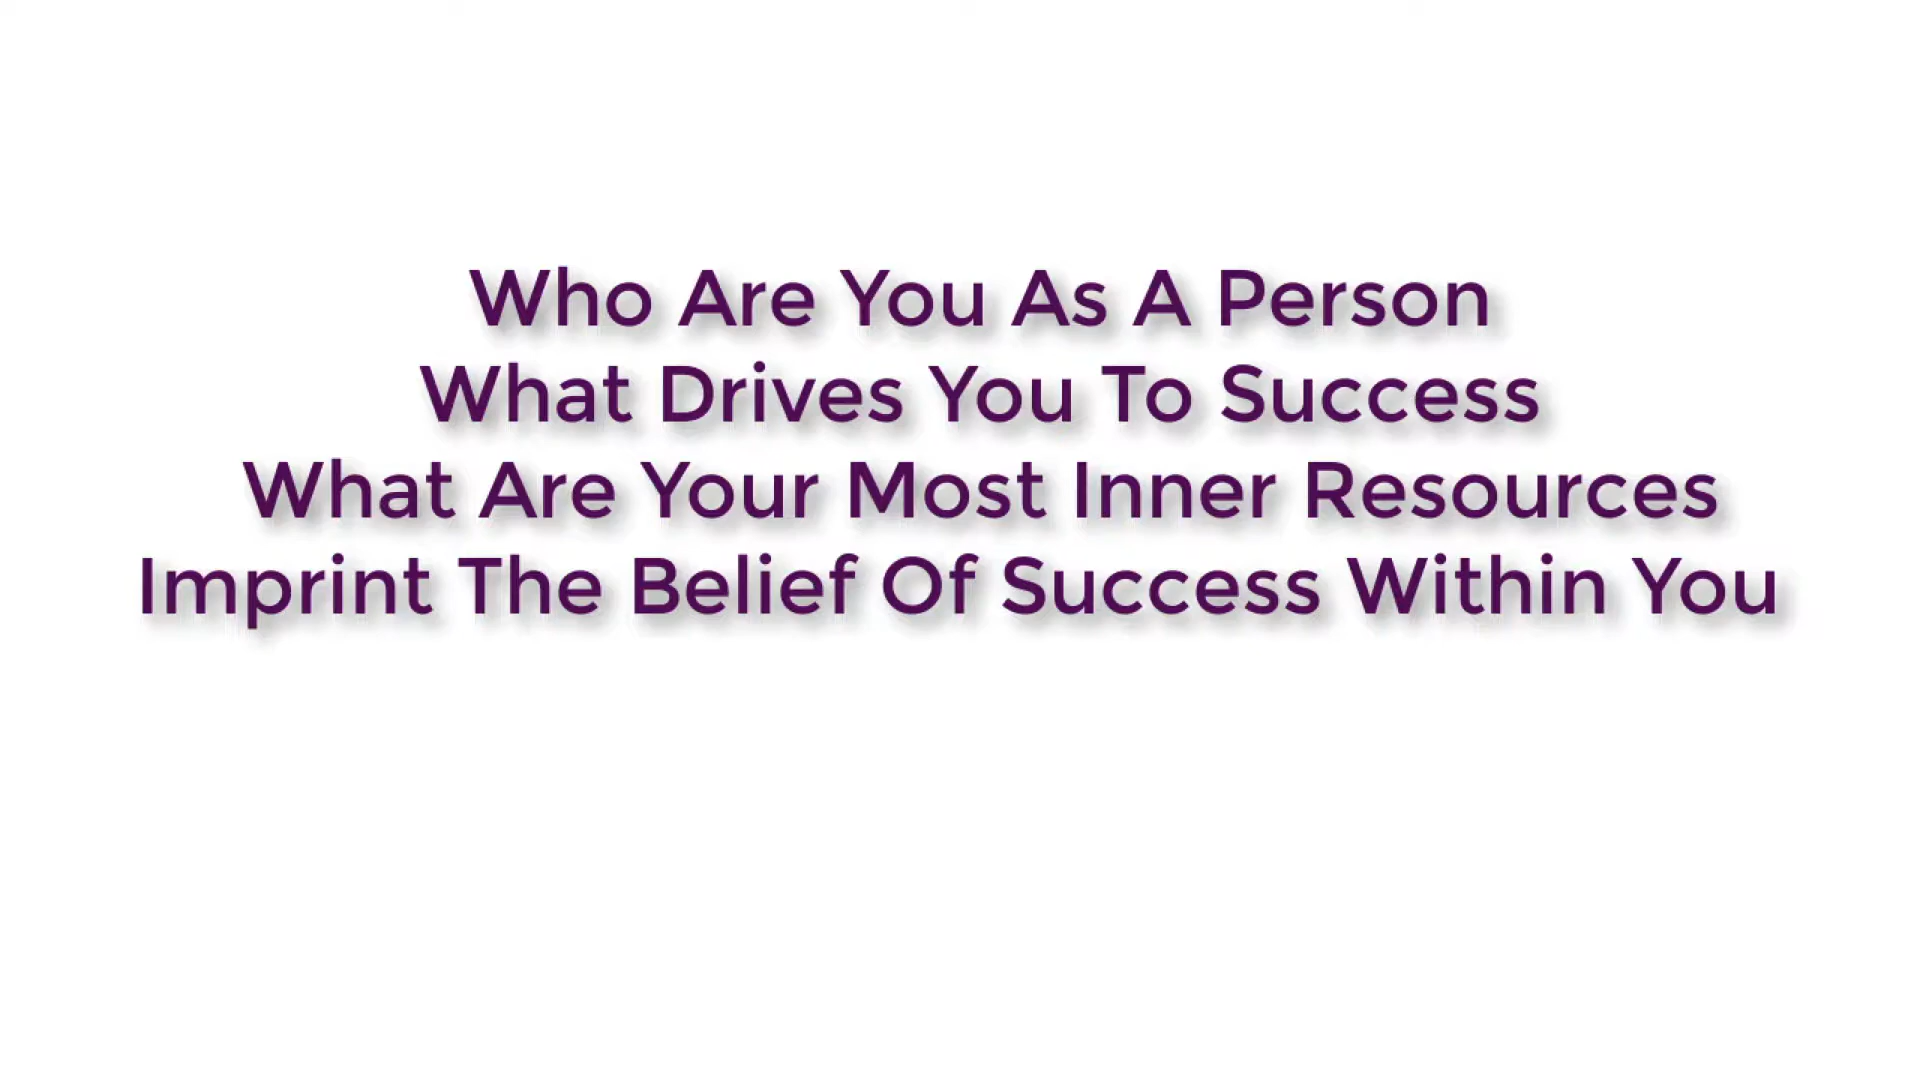 Who Are You As A Person
What Drives You To Success
What Are Your Most Inner Resources
Imprint The Belief Of Success Within You